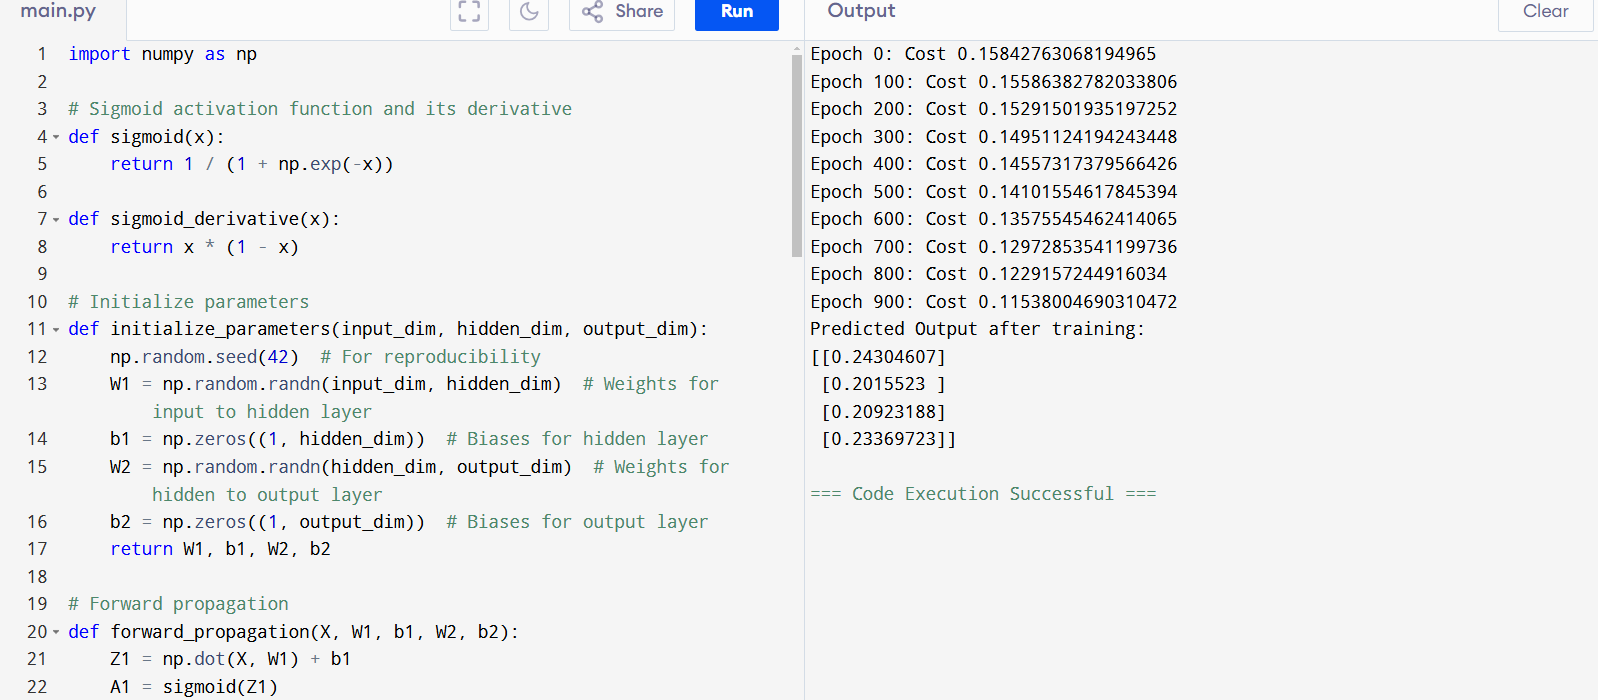 main.py
Share
Run
Output
Clear
1 import numpy as np
2
3 # Sigmoid activation function and its derivative
4 def sigmoid(x):
5     return 1 / (1 + np.exp(-x))
6
7 def sigmoid_derivative(x):
8     return x * (1 - x)
9
10 # Initialize parameters
11 def initialize_parameters(input_dim, hidden_dim, output_dim):
12     np.random.seed(42)  # For reproducibility
13     W1 = np.random.randn(input_dim, hidden_dim)  # Weights for
        input to hidden layer
14     b1 = np.zeros((1, hidden_dim))  # Biases for hidden layer
15     W2 = np.random.randn(hidden_dim, output_dim)  # Weights for
        hidden to output layer
16     b2 = np.zeros((1, output_dim))  # Biases for output layer
17     return W1, b1, W2, b2
18
19 # Forward propagation
20 def forward_propagation(X, W1, b1, W2, b2):
21     Z1 = np.dot(X, W1) + b1
22     A1 = sigmoid(Z1)
Epoch 0: Cost 0.15842763068194965
Epoch 100: Cost 0.15586382782033806
Epoch 200: Cost 0.15291501935197252
Epoch 300: Cost 0.14951124194243448
Epoch 400: Cost 0.14557317379566426
Epoch 500: Cost 0.14101554617845394
Epoch 600: Cost 0.13575545462414065
Epoch 700: Cost 0.12972853541199736
Epoch 800: Cost 0.1229157244916034
Epoch 900: Cost 0.11538004690310472
Predicted Output after training:
[[0.24304607]
 [0.2015523 ]
 [0.20923188]
 [0.23369723]]
=== Code Execution Successful ===